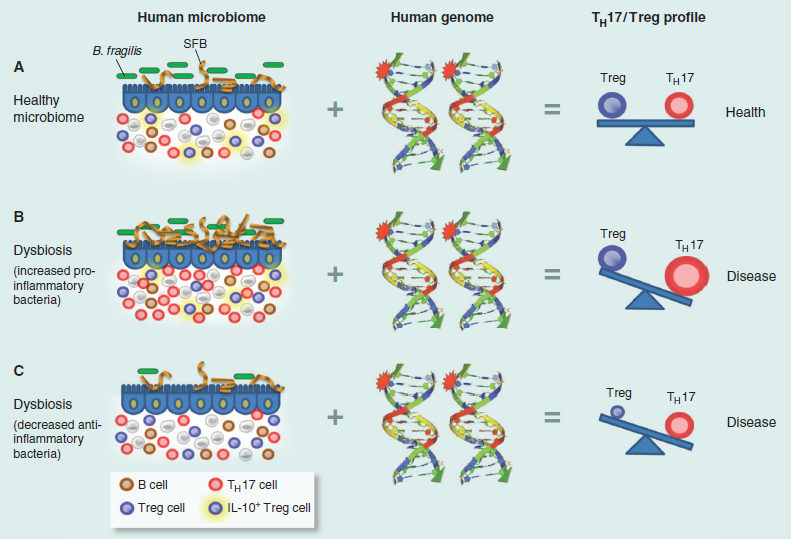 Human microbiome
Human genome
TH17/Treg profile
A
Healthy
microbiome
B. fragilis
SFB
+
=
Treg
TH17
Health
B
Dysbiosis
(increased pro-
inflammatory
bacteria)
+
=
Treg
TH17
Disease
C
Dysbiosis
(decreased anti-
inflammatory
bacteria)
+
=
Treg
TH17
Disease
B cell
TH17 cell
Treg cell
IL-10+ Treg cell